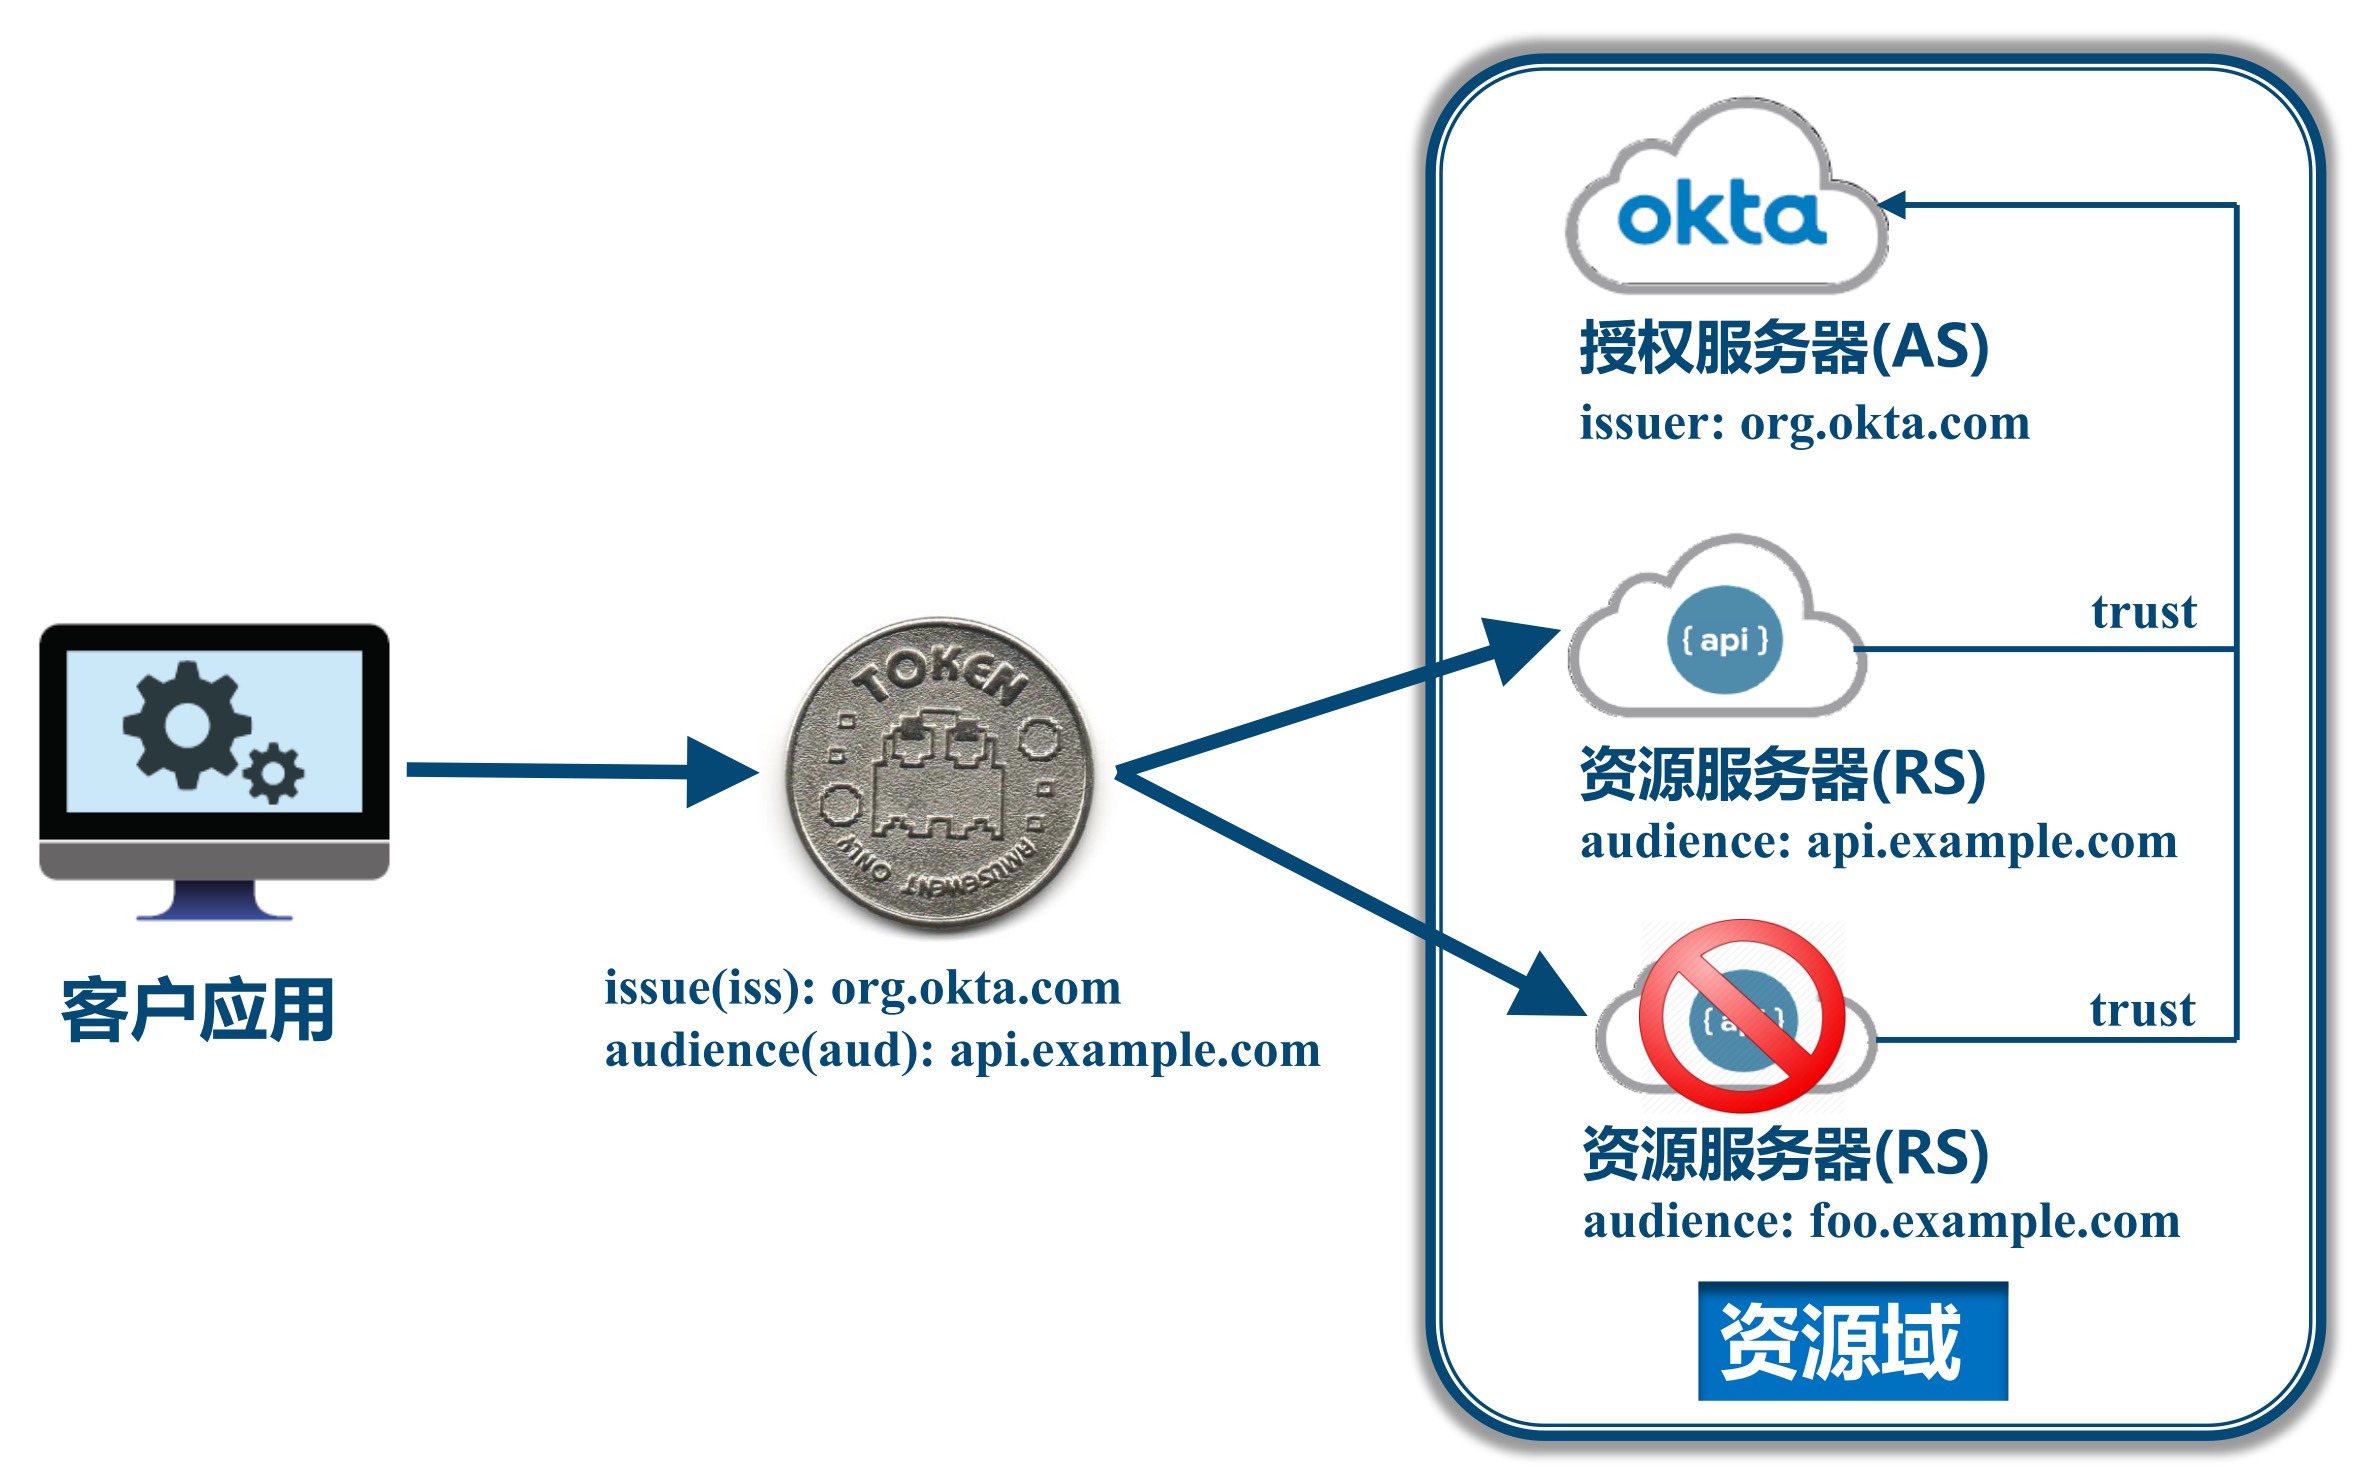 okta
授权服务器(AS)
issuer: org.okta.com
{ api }
trust
资源服务器(RS)
audience: api.example.com
TOKEN
AMUSEMENT ONLY
客户应用
issue(iss): org.okta.com
audience(aud): api.example.com
trust
资源服务器(RS)
audience: foo.example.com
资源域